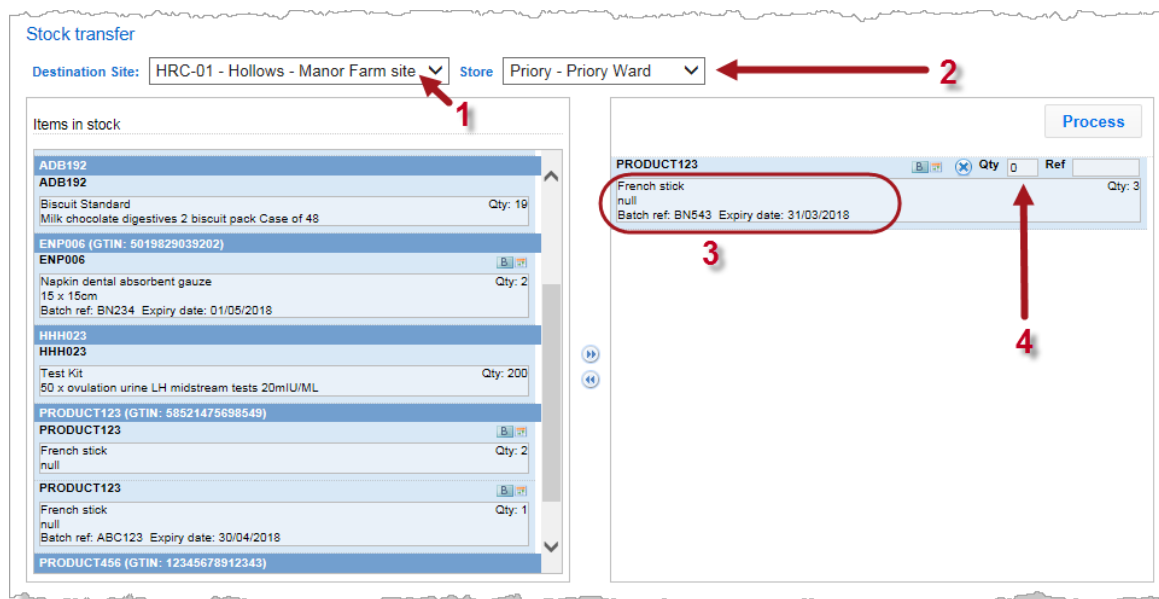 Stock transfer
Destination Site: HRC-01 - Hollows - Manor Farm site Store Priory - Priory Ward
2
1
Items in stock
Process
ADB192
ADB192
Biscuit Standard Qty: 19
Milk chocolate digestives 2 biscuit pack Case of 48
ENP006 (GTIN: 5019829039202)
ENP006 B
Napkin dental absorbent gauze Qty: 2
15 x 15cm
Batch ref: BN234 Expiry date: 01/05/2018
HHH023
HHH023
Test Kit Qty: 200
50 x ovulation urine LH midstream tests 20mIU/ML
PRODUCT123 (GTIN: 58521475698549)
PRODUCT123 B
French stick Qty: 2
null
PRODUCT123 B
French stick Qty: 1
null
Batch ref: ABC123 Expiry date: 30/04/2018
PRODUCT456 (GTIN: 12345678912343)
PRODUCT123 B Qty 0 Ref
French stick Qty: 3
null
Batch ref: BN543 Expiry date: 31/03/2018
3
4